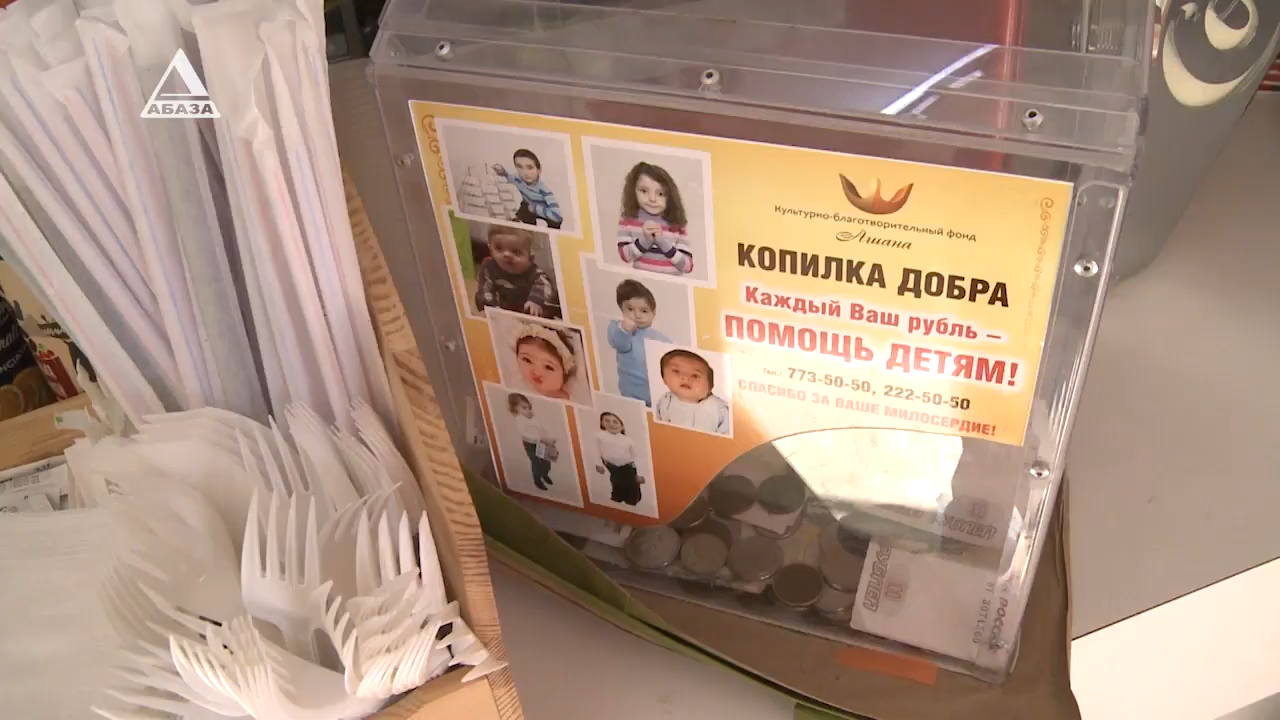 АБАЗА
Культурно-благотворительный фонд
Ашана
КОПИЛКА ДОБРА
Каждый Ваш рубль –
ПОМОЩЬ ДЕТЯМ!
Тел.: 773-50-50, 222-50-50
СПАСИБО ЗА ВАШЕ МИЛОСЕРДИЕ!